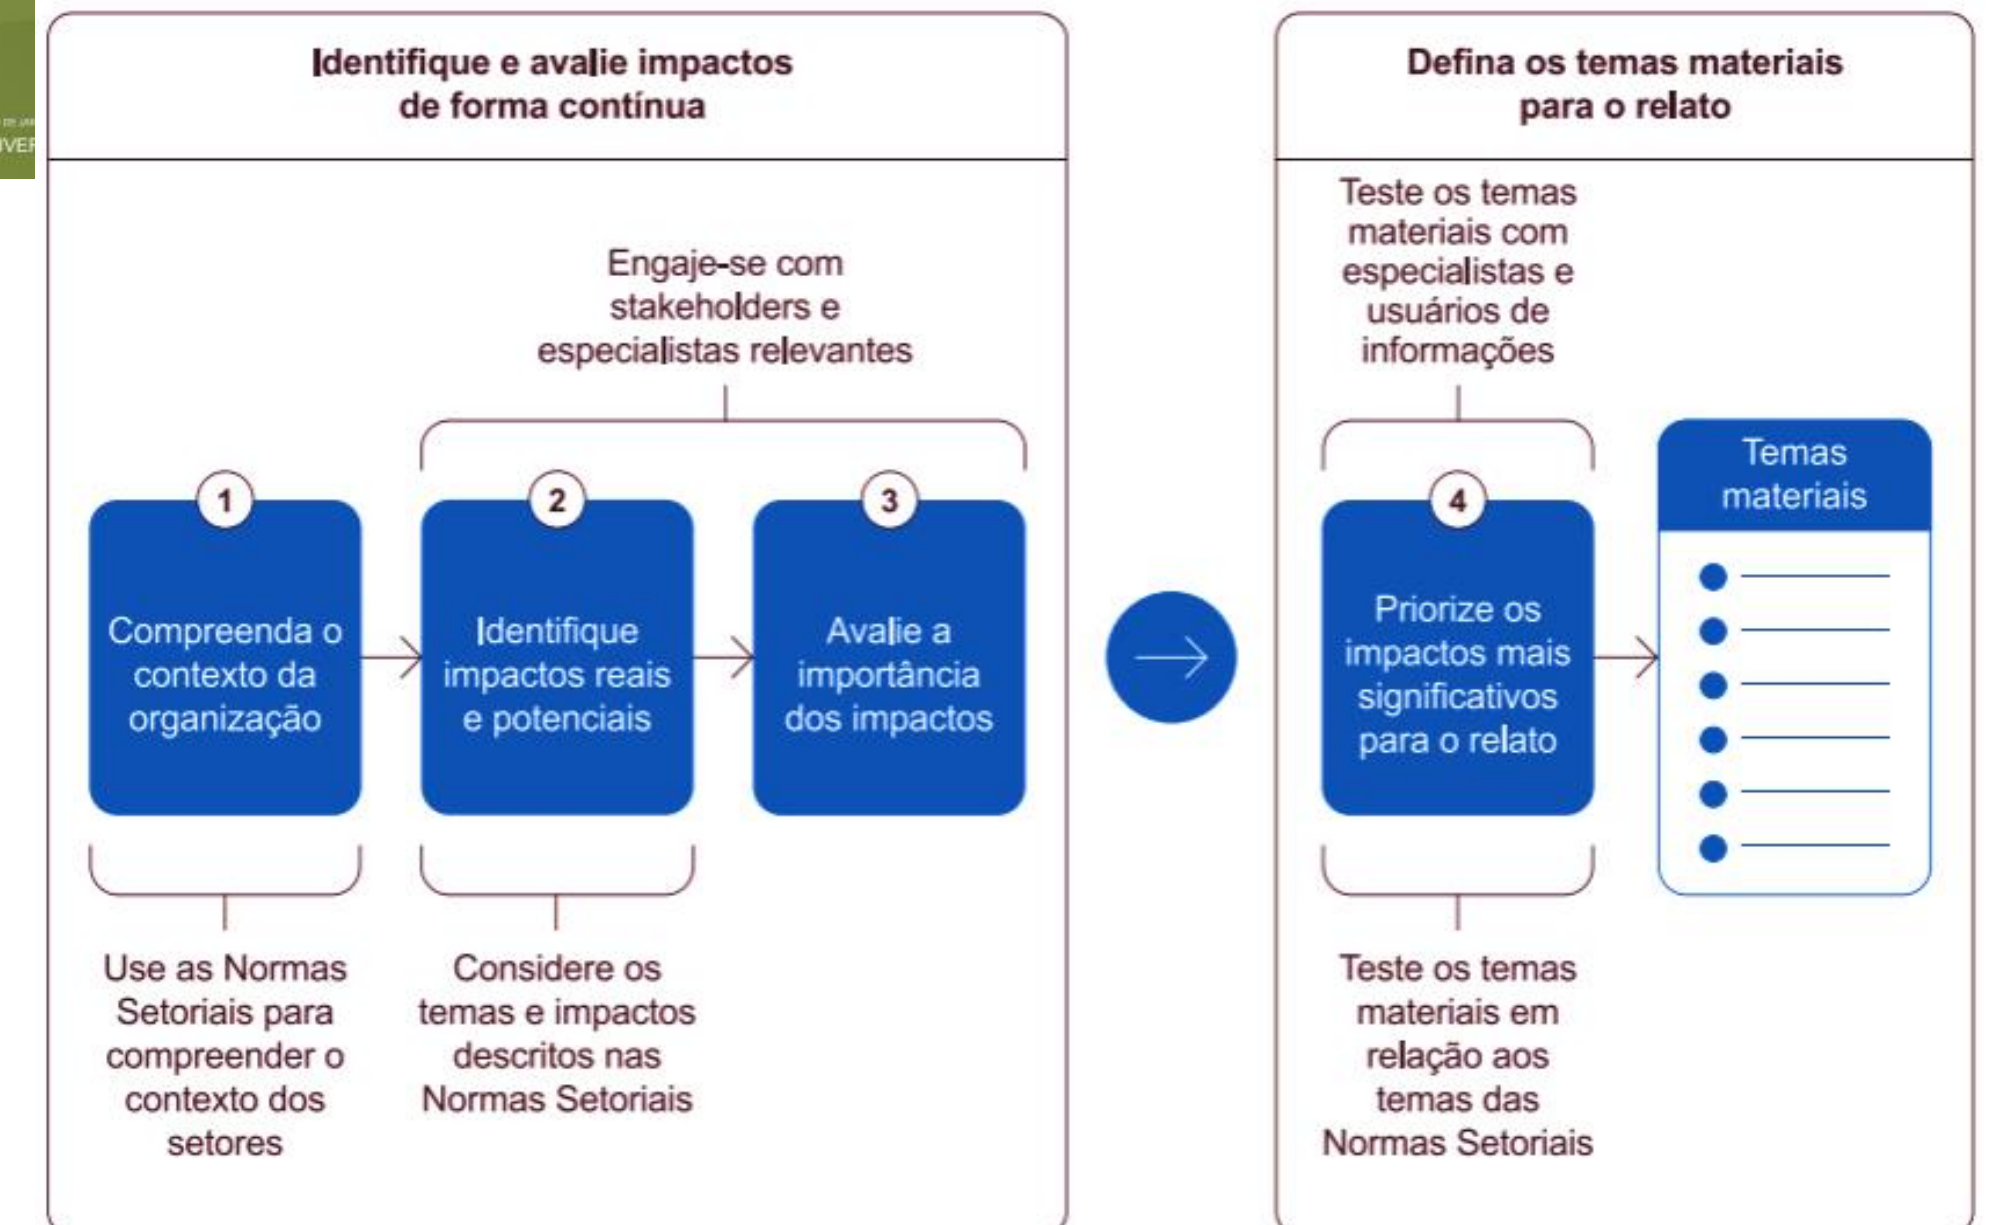 Identifique e avalie impactos
de forma contínua
Engaje-se com
stakeholders e
especialistas relevantes
1
Compreenda o
contexto da
organização
2
Identifique
impactos reais
e potenciais
3
Avalie a
importância
dos impactos
Use as Normas
Setoriais para
compreender o
contexto dos
setores
Considere os
temas e impactos
descritos nas
Normas Setoriais
Defina os temas materiais
para o relato
Teste os temas
materiais com
especialistas e
usuários de
informações
4
Priorize os
impactos mais
significativos
para o relato
Temas
materiais
Teste os temas
materiais em
relação aos
temas das
Normas Setoriais